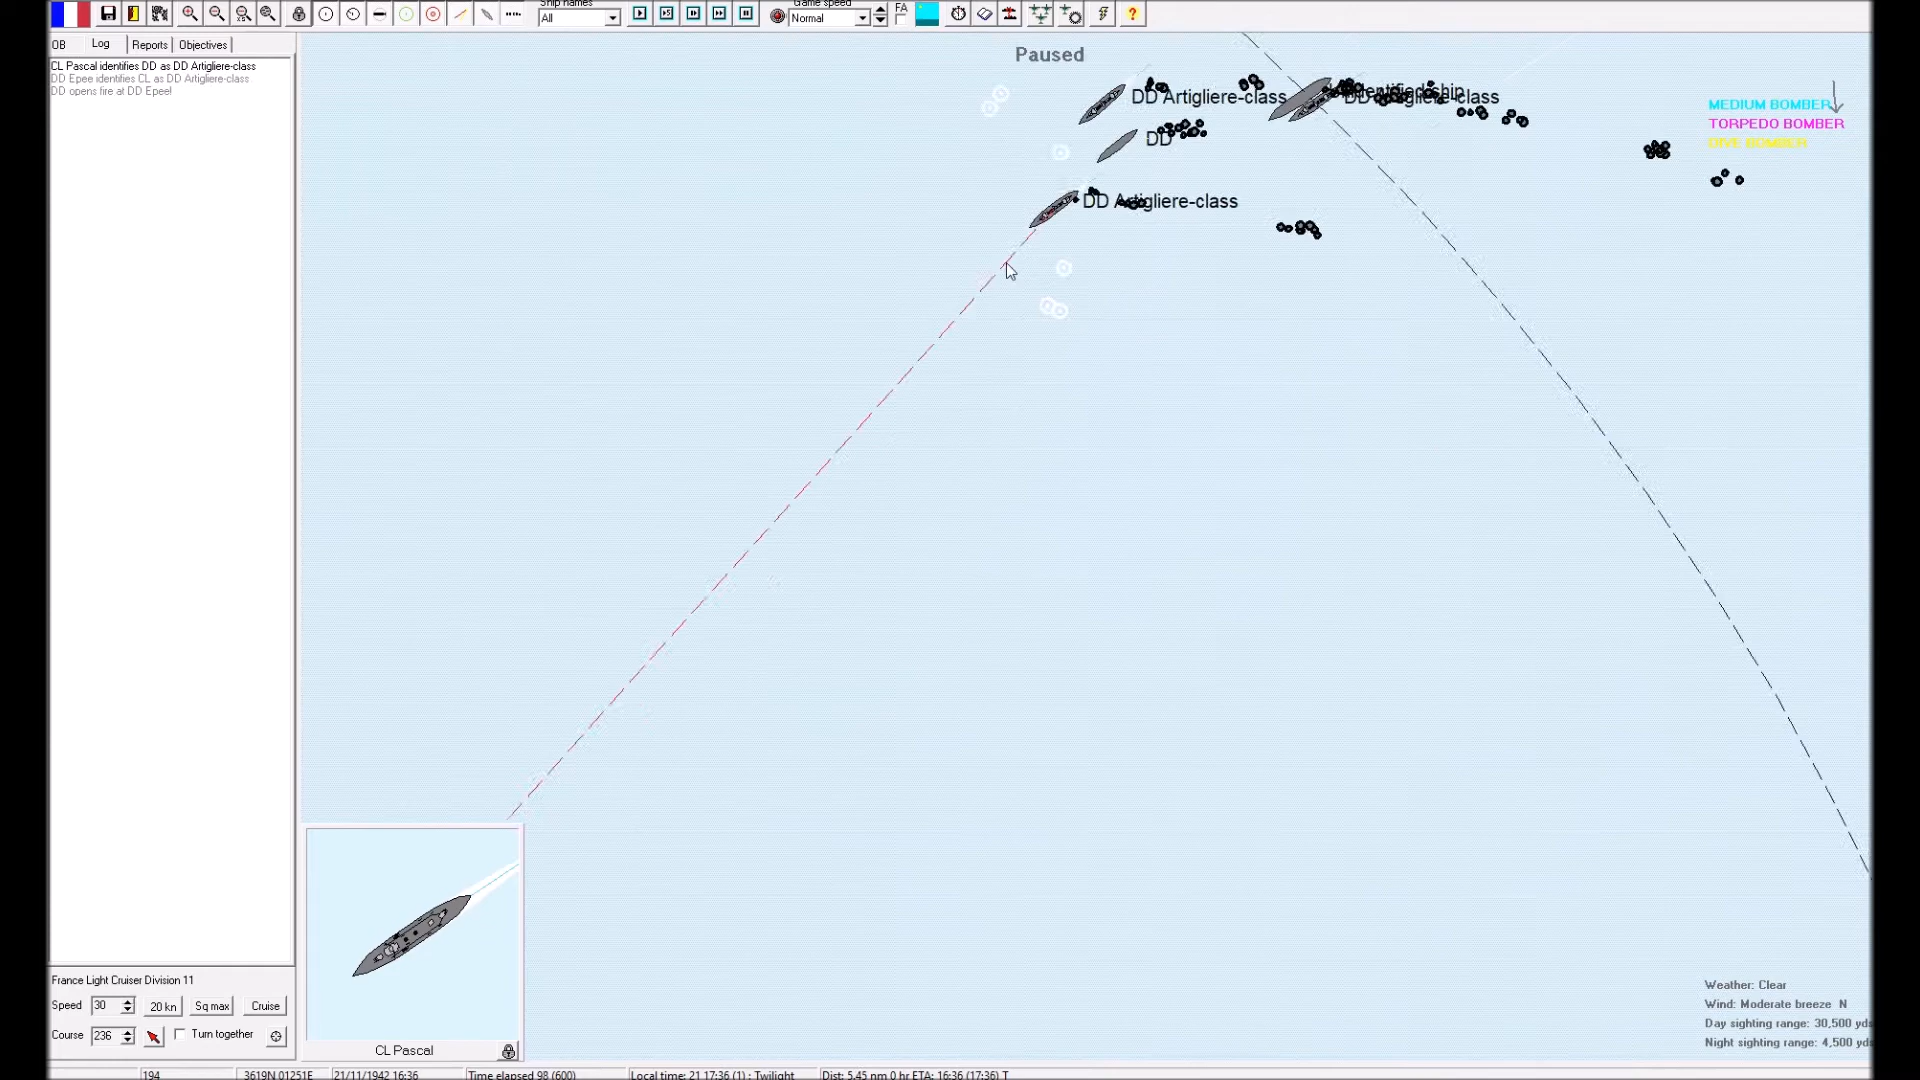 Ship names
Game speed
FA
All
Normal
OB
Log
Reports
Objectives
Paused
CL Pascal identifies DD as DD Artigliere-class
DD Epee identifies CL as DD Artigliere-class
DD opens fire at DD Epee!
DD Artigliere-class
DD
DD Artigliere-class
MEDIUM BOMBER
TORPEDO BOMBER
DIVE BOMBER
France Light Cruiser Division 11
Speed 30 20 kn Sq max Cruise
Course 236 Turn together
CL Pascal
Weather: Clear
Wind: Moderate breeze N
Day sighting range: 30,500 yds
Night sighting range: 4,500 yds
194 3619N 01251E 21/11/1942 16:36 Time elapsed 98 (600) Local time: 21 17:36 (1) : Twilight Dist: 5.45 nm 0 hr ETA: 16:36 (17:36) T